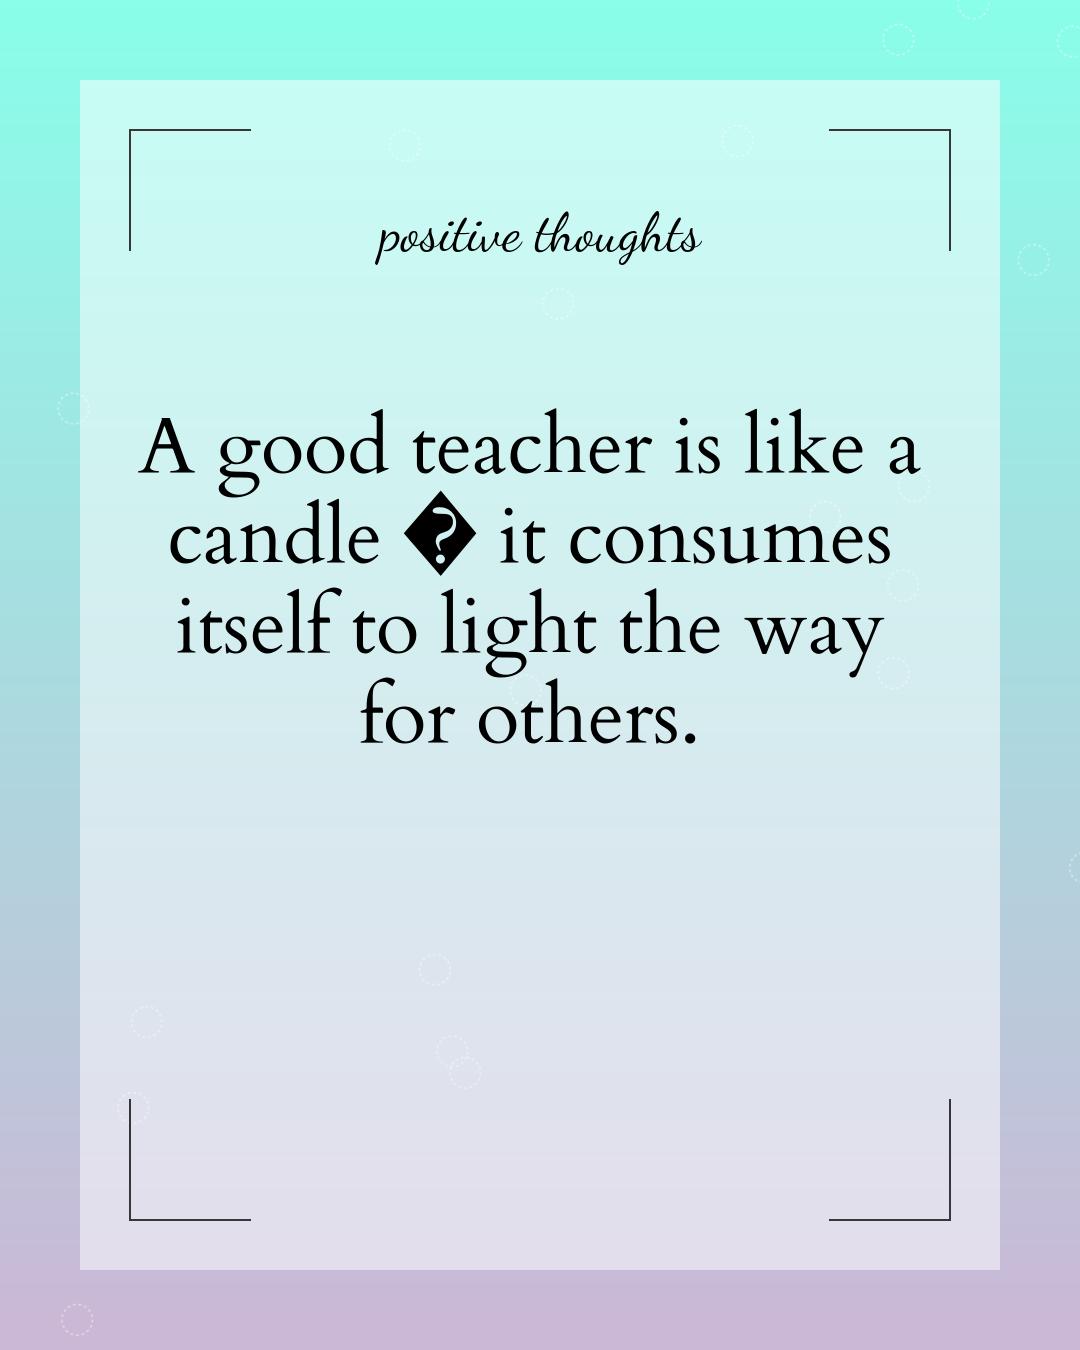 positive thoughts
A good teacher is like a
candle � it consumes
itself to light the way
for others.